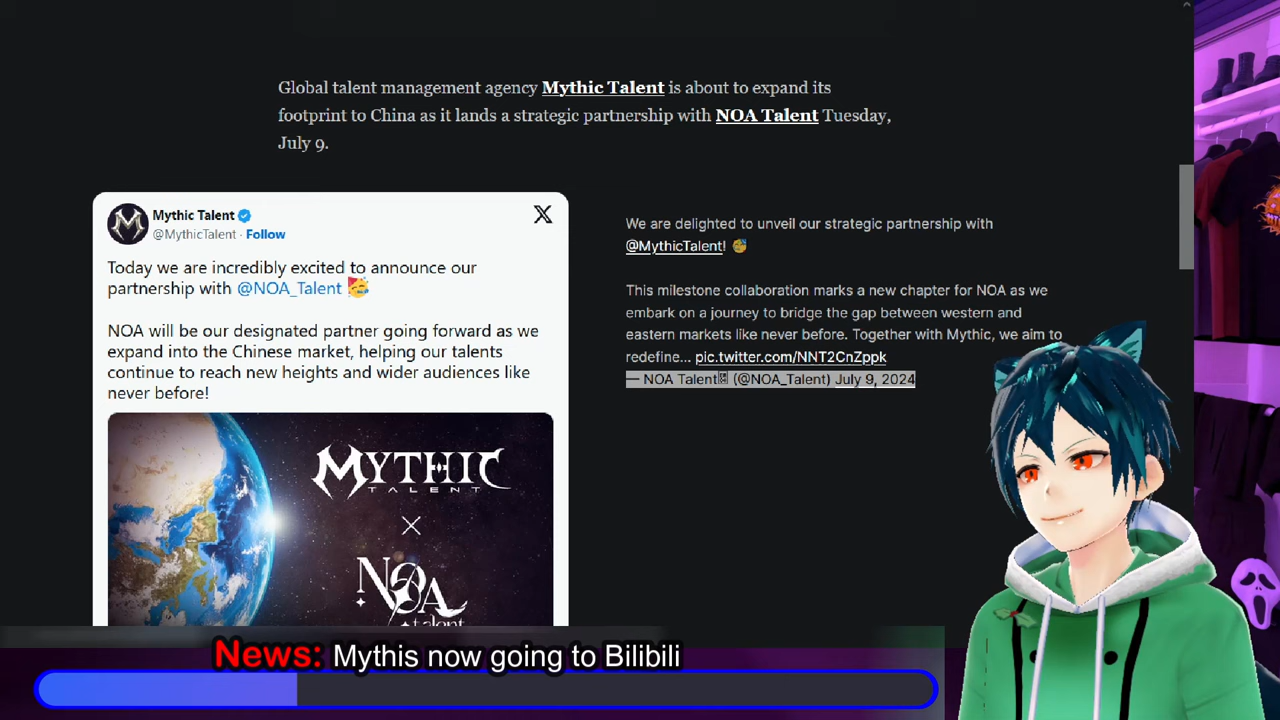 Global talent management agency Mythic Talent is about to expand its
footprint to China as it lands a strategic partnership with NOA Talent Tuesday,
July 9.
Mythic Talent
@MythicTalent · Follow
Today we are incredibly excited to announce our
partnership with @NOA_Talent 🥳
NOA will be our designated partner going forward as we
expand into the Chinese market, helping our talents
continue to reach new heights and wider audiences like
never before!
MYTHIC
TALENT
×
NOA
talent
We are delighted to unveil our strategic partnership with
@MythicTalent! 🥳
This milestone collaboration marks a new chapter for NOA as we
embark on a journey to bridge the gap between western and
eastern markets like never before. Together with Mythic, we aim to
redefine... pic.twitter.com/NNT2CnZppk
— NOA Talent (@NOA_Talent) July 9, 2024
News: Mythis now going to Bilibili